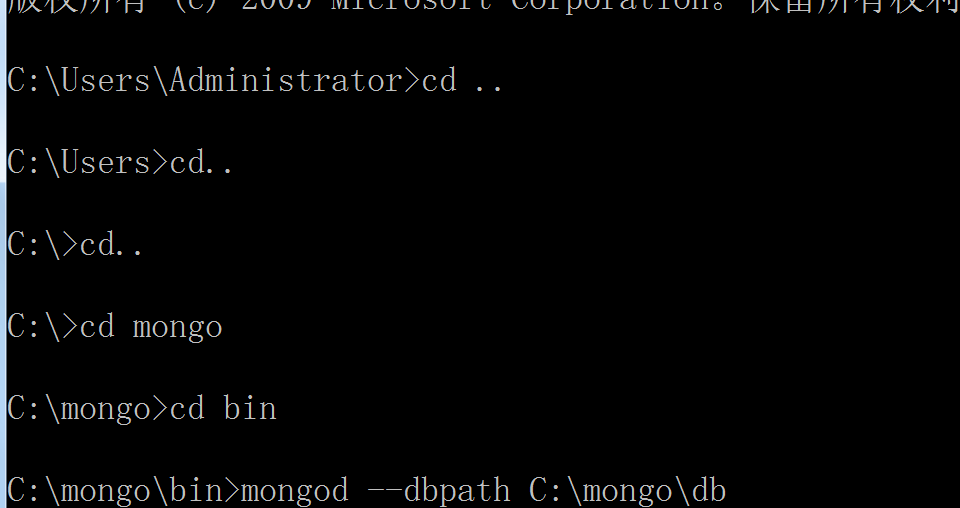 版权所有 (c) 2009 Microsoft Corporation。保留所有权利
C:\Users\Administrator>cd ..
C:\Users>cd..
C:\>cd..
C:\>cd mongo
C:\mongo>cd bin
C:\mongo\bin>mongod --dbpath C:\mongo\db